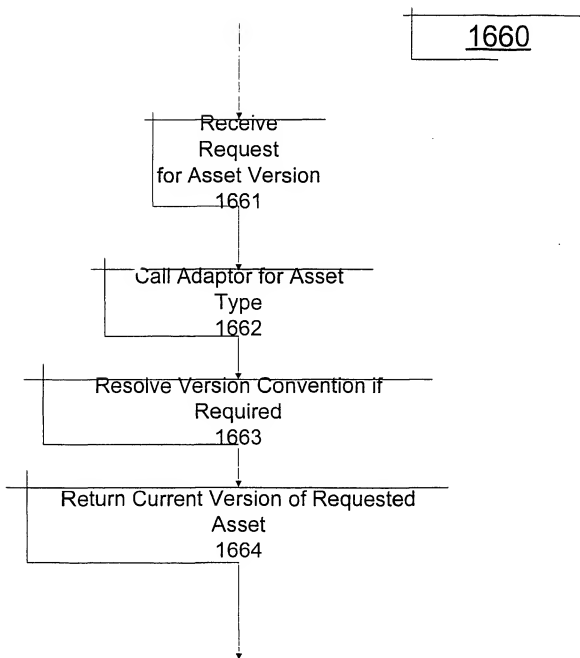 1660
Receive
Request
for Asset Version
1661
Call Adaptor for Asset
Type
1662
Resolve Version Convention if
Required
1663
Return Current Version of Requested
Asset
1664